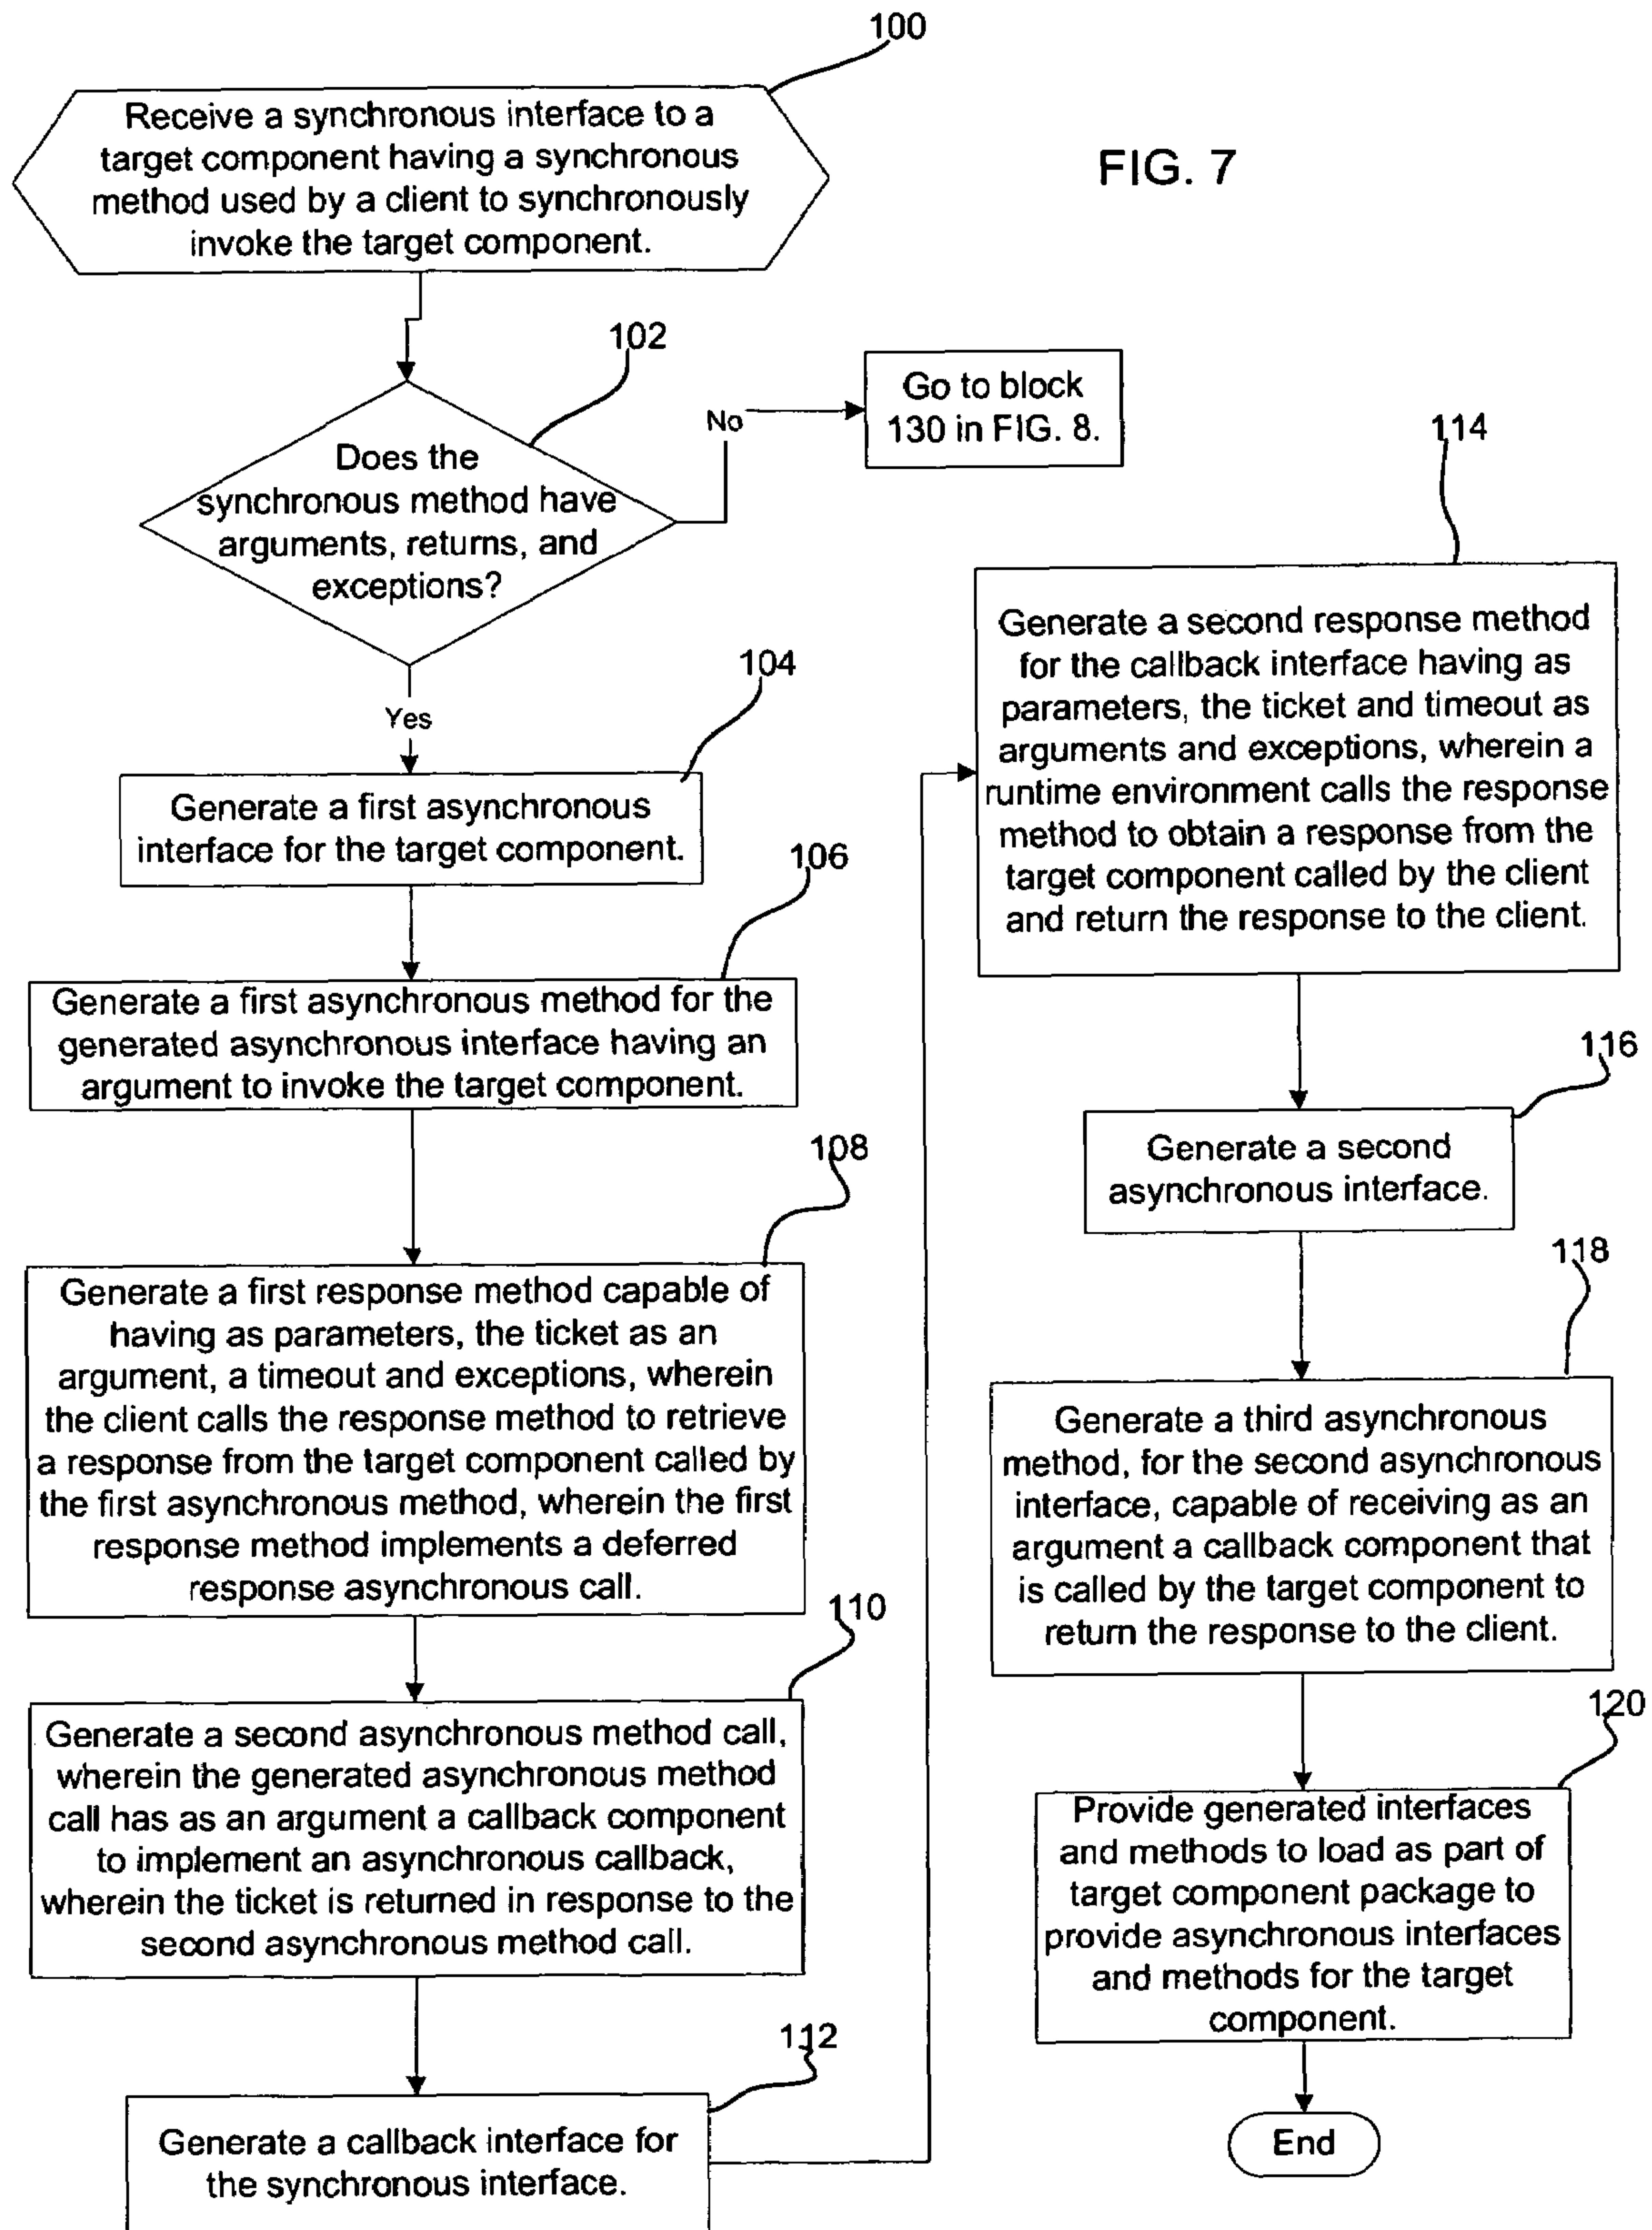 100
Receive a synchronous interface to a
target component having a synchronous
method used by a client to synchronously
invoke the target component.
FIG. 7
102
Does the
synchronous method have
arguments, returns, and
exceptions?
No
Go to block
130 in FIG. 8.
Yes
104
Generate a first asynchronous
interface for the target component.
106
Generate a first asynchronous method for the
generated asynchronous interface having an
argument to invoke the target component.
108
Generate a first response method capable of
having as parameters, the ticket as an
argument, a timeout and exceptions, wherein
the client calls the response method to retrieve
a response from the target component called by
the first asynchronous method, wherein the first
response method implements a deferred
response asynchronous call.
110
Generate a second asynchronous method call,
wherein the generated asynchronous method
call has as an argument a callback component
to implement an asynchronous callback,
wherein the ticket is returned in response to the
second asynchronous method call.
112
Generate a callback interface for
the synchronous interface.
114
Generate a second response method
for the callback interface having as
parameters, the ticket and timeout as
arguments and exceptions, wherein a
runtime environment calls the response
method to obtain a response from the
target component called by the client
and return the response to the client.
116
Generate a second
asynchronous interface.
118
Generate a third asynchronous
method, for the second asynchronous
interface, capable of receiving as an
argument a callback component that
is called by the target component to
return the response to the client.
120
Provide generated interfaces
and methods to load as part of
target component package to
provide asynchronous interfaces
and methods for the target
component.
End